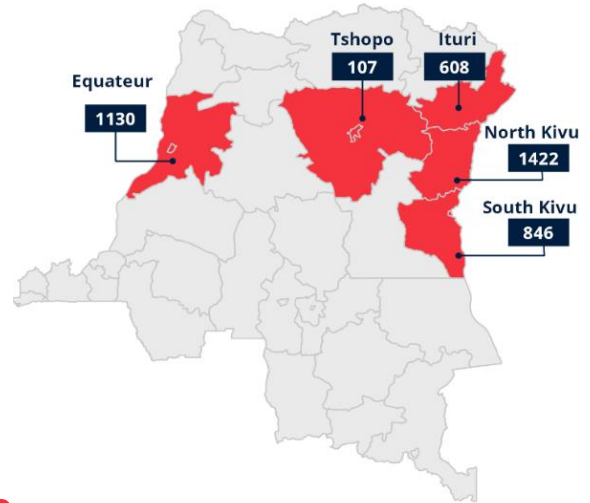 Tshopo
107
Ituri
608
Equateur
1130
North Kivu
1422
South Kivu
846